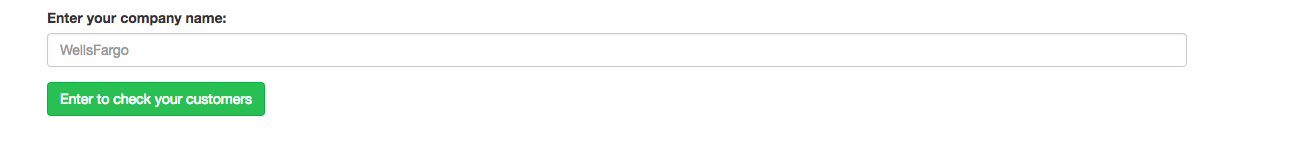 Enter your company name:
WellsFargo
Enter to check your customers